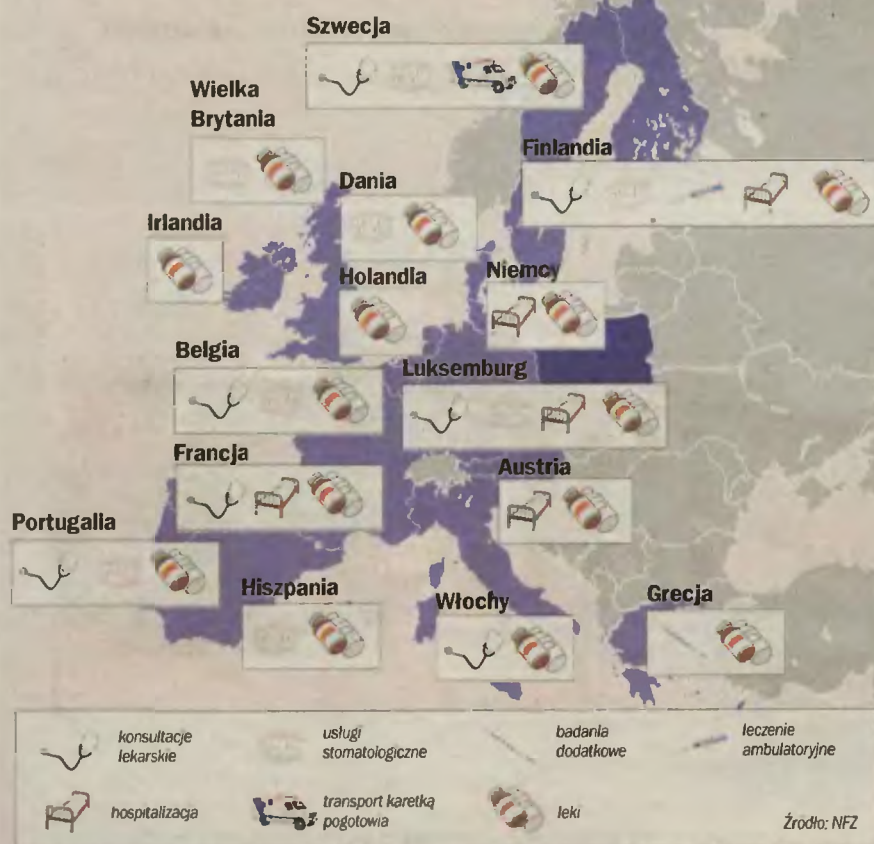 Szwecja
Wielka
Brytania
Finlandia
Dania
Irlandia
Holandia
Niemcy
Belgia
Luksemburg
Francja
Austria
Portugalia
Hiszpania
Włochy
Grecja
konsultacje
lekarskie
usługi
stomatologiczne
badania
dodatkowe
leczenie
ambulatoryjne
hospitalizacja
transport karetką
pogotowia
leki
Źródło: NFZ